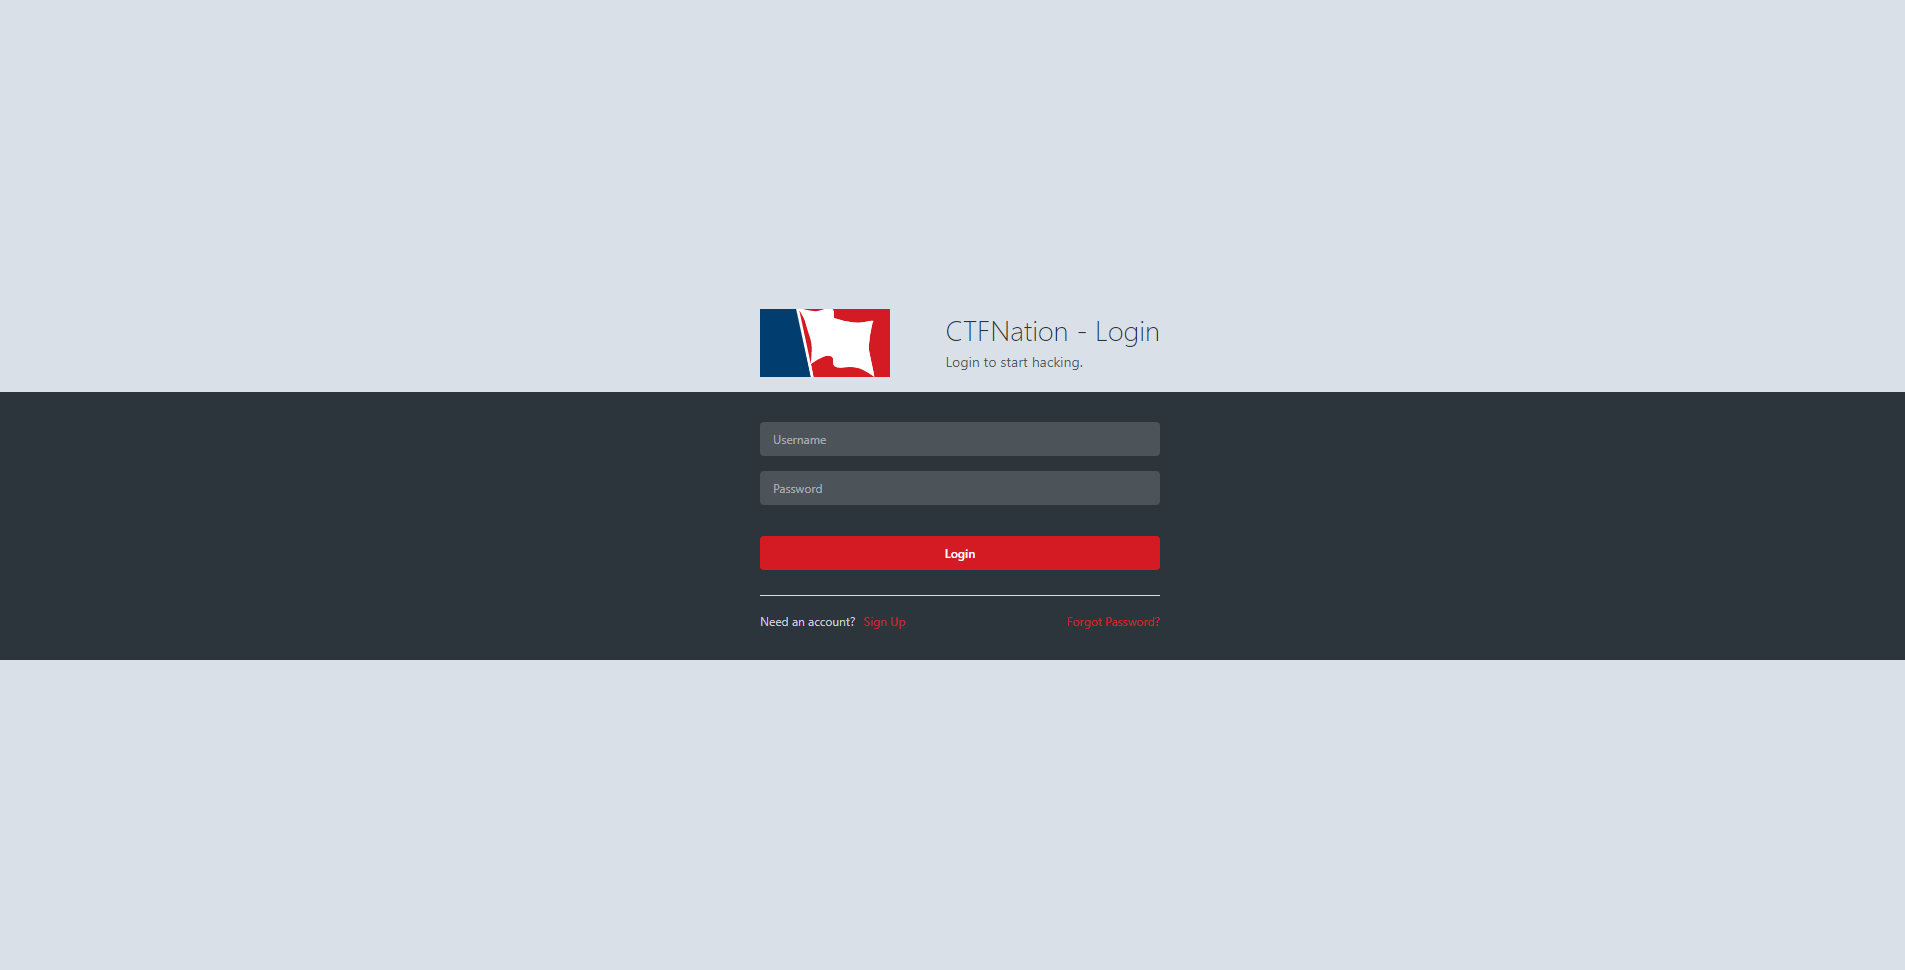 CTFNation - Login
Login to start hacking.
Username
Password
Login
Need an account? Sign Up
Forgot Password?